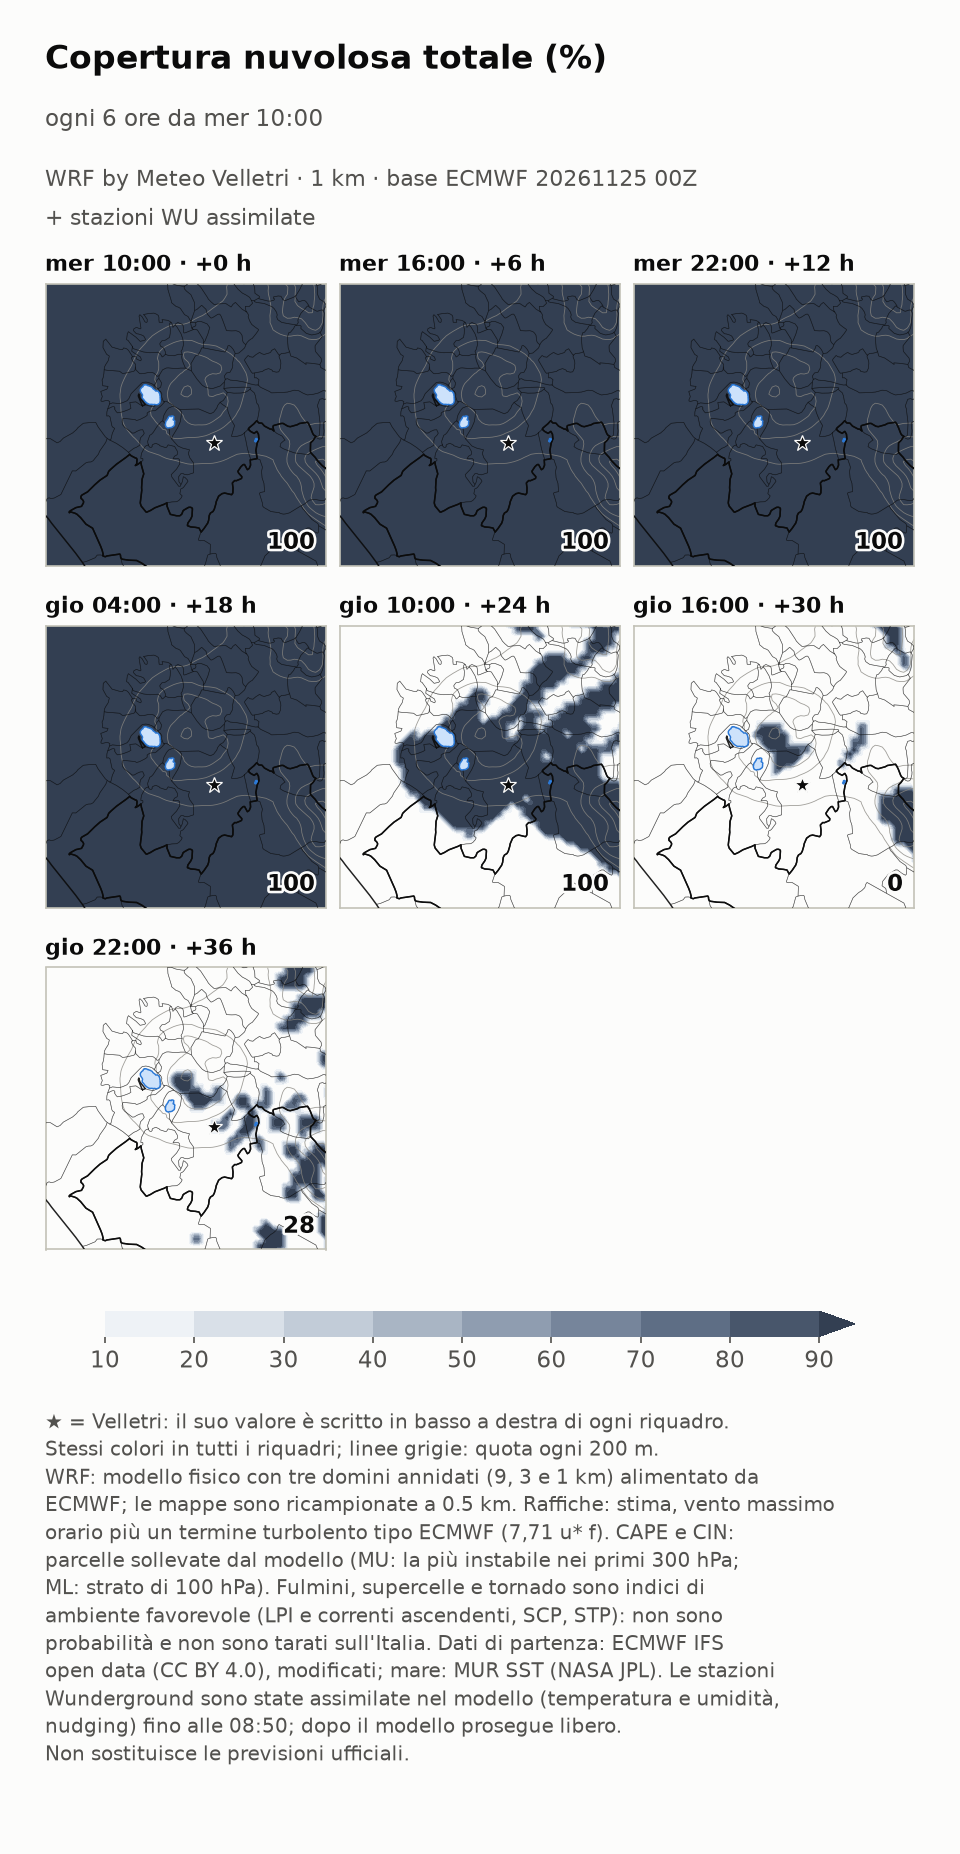 Copertura nuvolosa totale (%)
ogni 6 ore da mer 10:00
WRF by Meteo Velletri · 1 km · base ECMWF 20261125 00Z
+ stazioni WU assimilate
mer 10:00 · +0 h
mer 16:00 · +6 h
mer 22:00 · +12 h
100
100
100
gio 04:00 · +18 h
gio 10:00 · +24 h
gio 16:00 · +30 h
100
100
0
gio 22:00 · +36 h
28
10 20 30 40 50 60 70 80 90
★ = Velletri: il suo valore è scritto in basso a destra di ogni riquadro.
Stessi colori in tutti i riquadri; linee grigie: quota ogni 200 m.
WRF: modello fisico con tre domini annidati (9, 3 e 1 km) alimentato da
ECMWF; le mappe sono ricampionate a 0.5 km. Raffiche: stima, vento massimo
orario più un termine turbolento tipo ECMWF (7,71 u* f). CAPE e CIN:
parcelle sollevate dal modello (MU: la più instabile nei primi 300 hPa;
ML: strato di 100 hPa). Fulmini, supercelle e tornado sono indici di
ambiente favorevole (LPI e correnti ascendenti, SCP, STP): non sono
probabilità e non sono tarati sull'Italia. Dati di partenza: ECMWF IFS
open data (CC BY 4.0), modificati; mare: MUR SST (NASA JPL). Le stazioni
Wunderground sono state assimilate nel modello (temperatura e umidità,
nudging) fino alle 08:50; dopo il modello prosegue libero.
Non sostituisce le previsioni ufficiali.